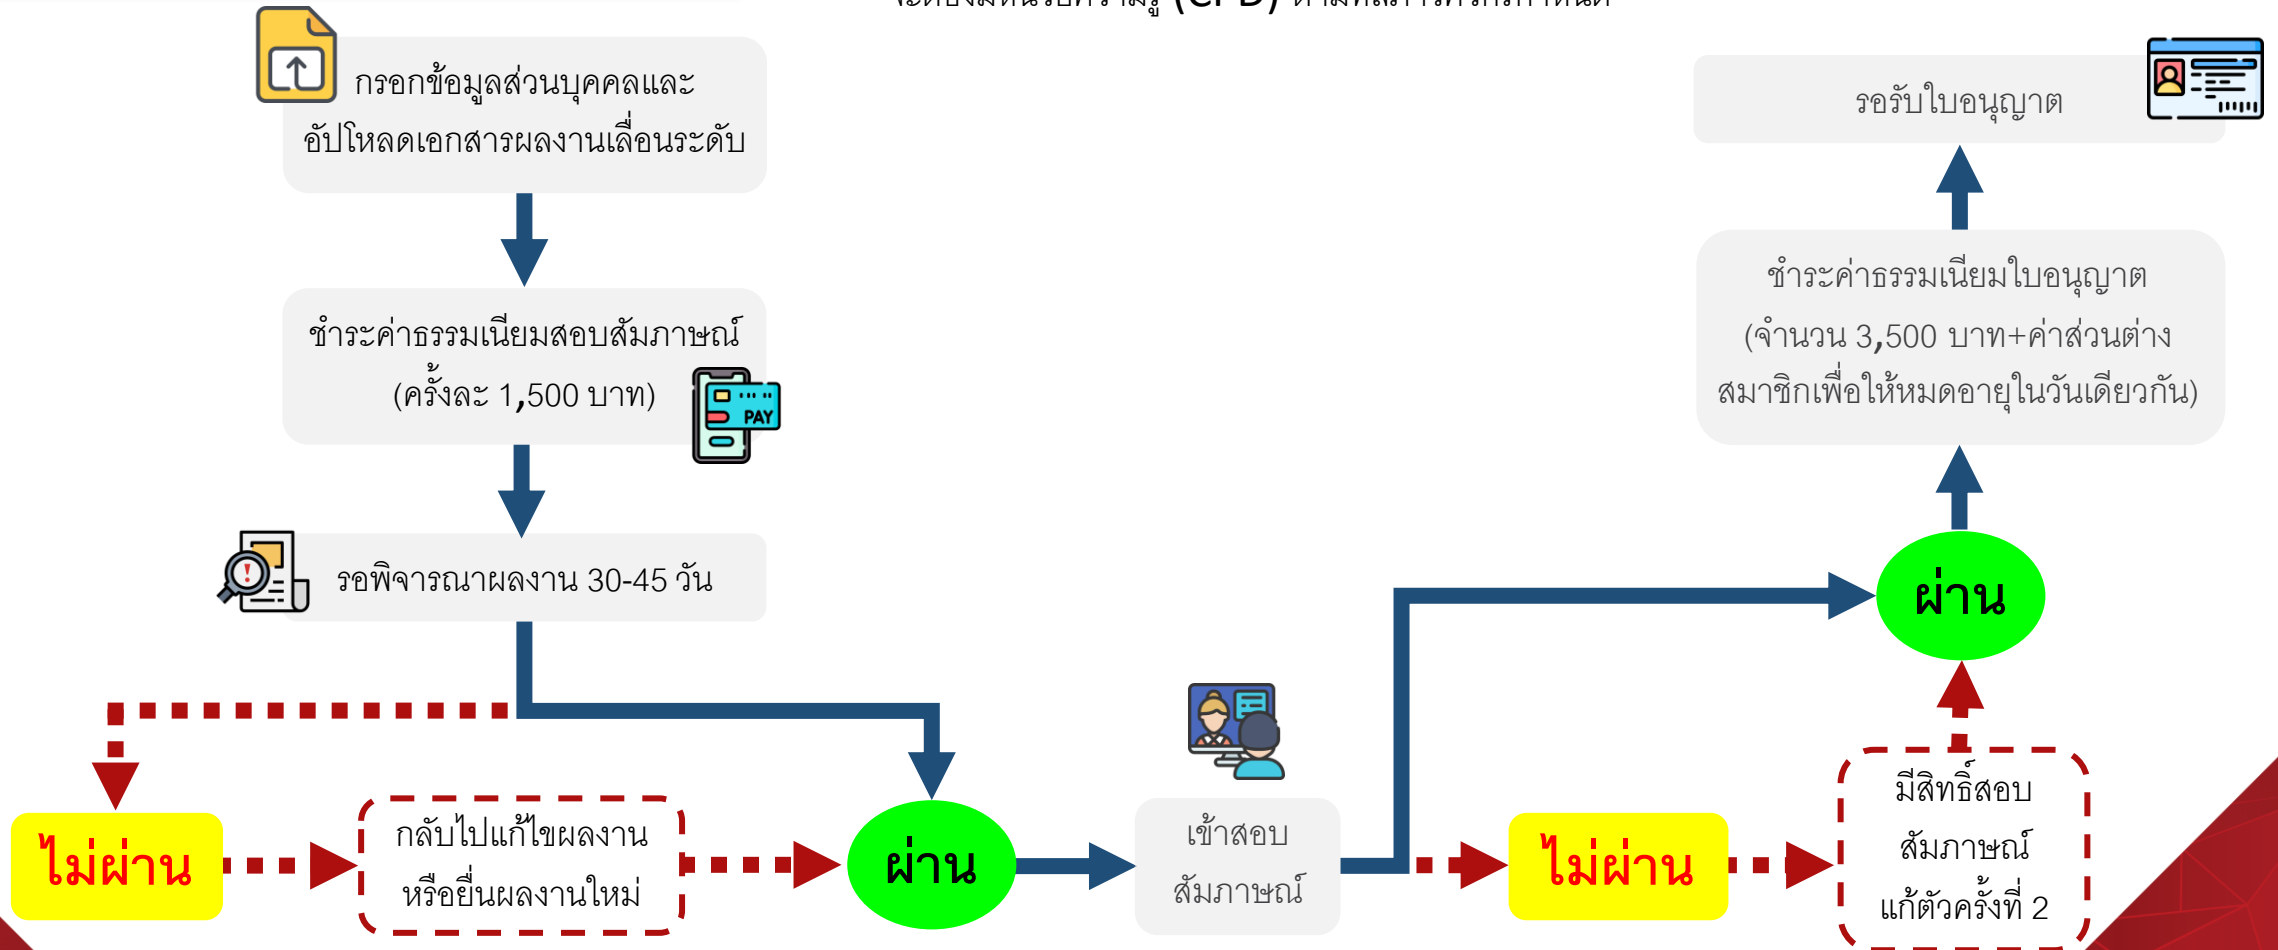 (CPD)
กรอกข้อมูลส่วนบุคคลและ
อัปโหลดเอกสารผลงานเลื่อนระดับ
ชำระค่าธรรมเนียมสอบสัมภาษณ์
(ครั้งละ 1,500 บาท)
PAY
รอพิจารณาผลงาน 30-45 วัน
ไม่ผ่าน
กลับไปแก้ไขผลงาน
หรือยื่นผลงานใหม่
ผ่าน
เข้าสอบ
สัมภาษณ์
ไม่ผ่าน
มีสิทธิ์สอบ
สัมภาษณ์
แก้ตัวครั้งที่ 2
ผ่าน
ชำระค่าธรรมเนียมใบอนุญาต
(จำนวน 3,500 บาท+ค่าส่วนต่าง
สมาชิกเพื่อให้หมดอายุในวันเดียวกัน)
รอรับใบอนุญาต